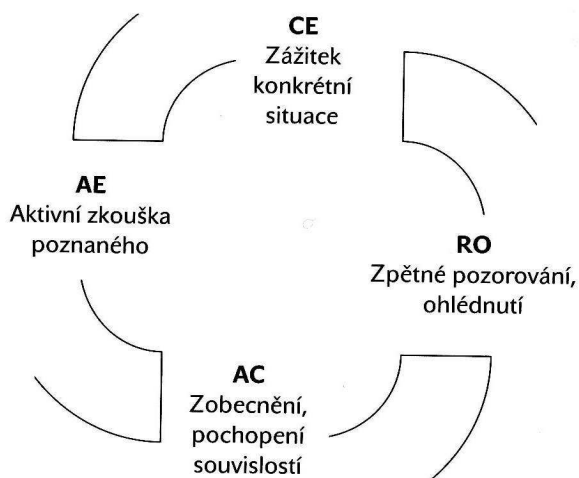 CE
Zážitek
konkrétní
situace
AE
Aktivní zkouška
poznaného
RO
Zpětné pozorování,
ohlédnutí
AC
Zobecnění,
pochopení
souvislostí